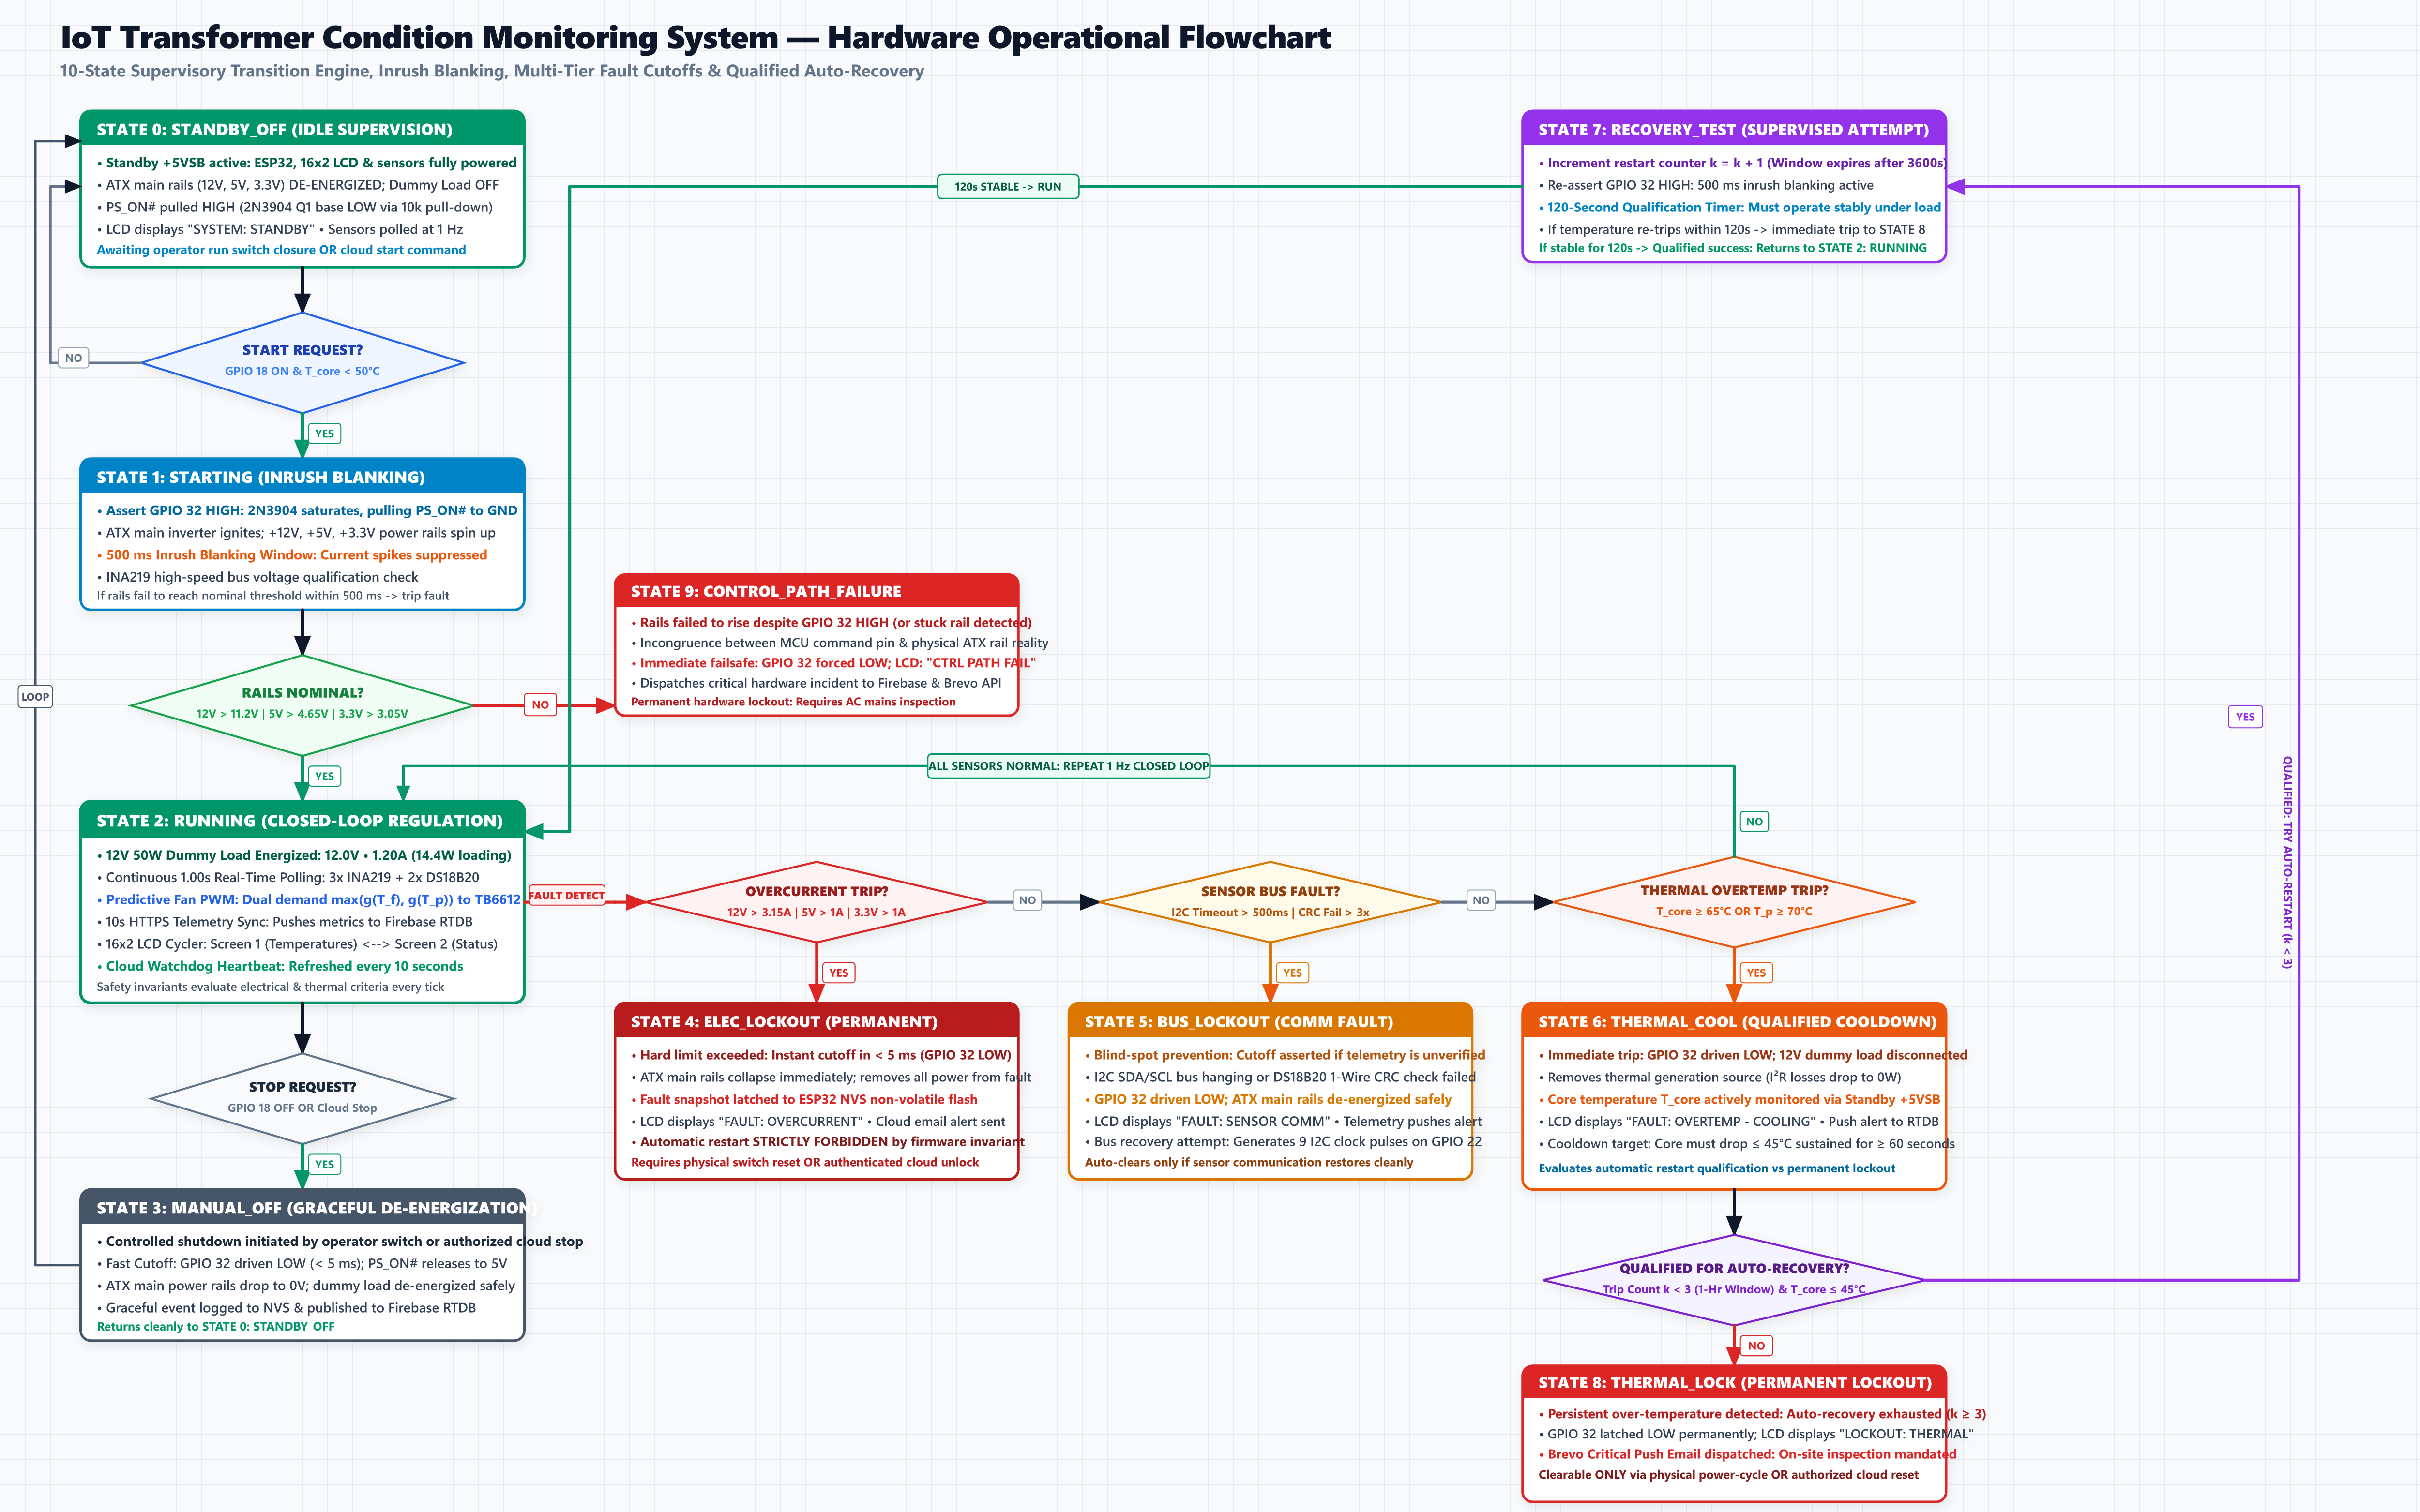 IoT Transformer Condition Monitoring System — Hardware Operational Flowchart
10-State Supervisory Transition Engine, Inrush Blanking, Multi-Tier Fault Cutoffs & Qualified Auto-Recovery
STATE 0: STANDBY_OFF (IDLE SUPERVISION)
• Standby +5VSB active: ESP32, 16x2 LCD & sensors fully powered
• ATX main rails (12V, 5V, 3.3V) DE-ENERGIZED; Dummy Load OFF
• PS_ON# pulled HIGH (2N3904 Q1 base LOW via 10k pull-down)
• LCD displays "SYSTEM: STANDBY" • Sensors polled at 1 Hz
Awaiting operator run switch closure OR cloud start command
STATE 7: RECOVERY_TEST (SUPERVISED ATTEMPT)
• Increment restart counter k = k + 1 (Window expires after 3600s)
• Re-assert GPIO 32 HIGH: 500 ms inrush blanking active
• 120-Second Qualification Timer: Must operate stably under load
• If temperature re-trips within 120s -> immediate trip to STATE 8
If stable for 120s -> Qualified success: Returns to STATE 2: RUNNING
120s STABLE -> RUN
START REQUEST?
GPIO 18 ON & T_core < 50°C
NO
YES
STATE 1: STARTING (INRUSH BLANKING)
• Assert GPIO 32 HIGH: 2N3904 saturates, pulling PS_ON# to GND
• ATX main inverter ignites; +12V, +5V, +3.3V power rails spin up
• 500 ms Inrush Blanking Window: Current spikes suppressed
• INA219 high-speed bus voltage qualification check
If rails fail to reach nominal threshold within 500 ms -> trip fault
STATE 9: CONTROL_PATH_FAILURE
• Rails failed to rise despite GPIO 32 HIGH (or stuck rail detected)
• Incongruence between MCU command pin & physical ATX rail reality
• Immediate failsafe: GPIO 32 forced LOW; LCD: "CTRL PATH FAIL"
• Dispatches critical hardware incident to Firebase & Brevo API
Permanent hardware lockout: Requires AC mains inspection
LOOP
RAILS NOMINAL?
12V > 11.2V | 5V > 4.65V | 3.3V > 3.05V
NO
YES
YES
QUALIFIED: TRY AUTO-RESTART (k < 3)
ALL SENSORS NORMAL: REPEAT 1 Hz CLOSED LOOP
NO
STATE 2: RUNNING (CLOSED-LOOP REGULATION)
• 12V 50W Dummy Load Energized: 12.0V • 1.20A (14.4W loading)
• Continuous 1.00s Real-Time Polling: 3x INA219 + 2x DS18B20
• Predictive Fan PWM: Dual demand max(g(T_f), g(T_p)) to TB6612
• 10s HTTPS Telemetry Sync: Pushes metrics to Firebase RTDB
• 16x2 LCD Cycler: Screen 1 (Temperatures) <--> Screen 2 (Status)
• Cloud Watchdog Heartbeat: Refreshed every 10 seconds
Safety invariants evaluate electrical & thermal criteria every tick
FAULT DETECT
OVERCURRENT TRIP?
12V > 3.15A | 5V > 1A | 3.3V > 1A
NO
SENSOR BUS FAULT?
I2C Timeout > 500ms | CRC Fail > 3x
NO
THERMAL OVERTEMP TRIP?
T_core ≥ 65°C OR T_p ≥ 70°C
YES
YES
YES
STATE 4: ELEC_LOCKOUT (PERMANENT)
• Hard limit exceeded: Instant cutoff in < 5 ms (GPIO 32 LOW)
• ATX main rails collapse immediately; removes all power from fault
• Fault snapshot latched to ESP32 NVS non-volatile flash
• LCD displays "FAULT: OVERCURRENT" • Cloud email alert sent
• Automatic restart STRICTLY FORBIDDEN by firmware invariant
Requires physical switch reset OR authenticated cloud unlock
STATE 5: BUS_LOCKOUT (COMM FAULT)
• Blind-spot prevention: Cutoff asserted if telemetry is unverified
• I2C SDA/SCL bus hanging or DS18B20 1-Wire CRC check failed
• GPIO 32 driven LOW; ATX main rails de-energized safely
• LCD displays "FAULT: SENSOR COMM" • Telemetry pushes alert
• Bus recovery attempt: Generates 9 I2C clock pulses on GPIO 22
Auto-clears only if sensor communication restores cleanly
STATE 6: THERMAL_COOL (QUALIFIED COOLDOWN)
• Immediate trip: GPIO 32 driven LOW; 12V dummy load disconnected
• Removes thermal generation source (I²R losses drop to 0W)
• Core temperature T_core actively monitored via Standby +5VSB
• LCD displays "FAULT: OVERTEMP - COOLING" • Push alert to RTDB
• Cooldown target: Core must drop ≤ 45°C sustained for ≥ 60 seconds
Evaluates automatic restart qualification vs permanent lockout
STOP REQUEST?
GPIO 18 OFF OR Cloud Stop
YES
STATE 3: MANUAL_OFF (GRACEFUL DE-ENERGIZATION)
• Controlled shutdown initiated by operator switch or authorized cloud stop
• Fast Cutoff: GPIO 32 driven LOW (< 5 ms); PS_ON# releases to 5V
• ATX main power rails drop to 0V; dummy load de-energized safely
• Graceful event logged to NVS & published to Firebase RTDB
Returns cleanly to STATE 0: STANDBY_OFF
QUALIFIED FOR AUTO-RECOVERY?
Trip Count k < 3 (1-Hr Window) & T_core ≤ 45°C
NO
STATE 8: THERMAL_LOCK (PERMANENT LOCKOUT)
• Persistent over-temperature detected: Auto-recovery exhausted (k ≥ 3)
• GPIO 32 latched LOW permanently; LCD displays "LOCKOUT: THERMAL"
• Brevo Critical Push Email dispatched: On-site inspection mandated
Clearable ONLY via physical power-cycle OR authorized cloud reset